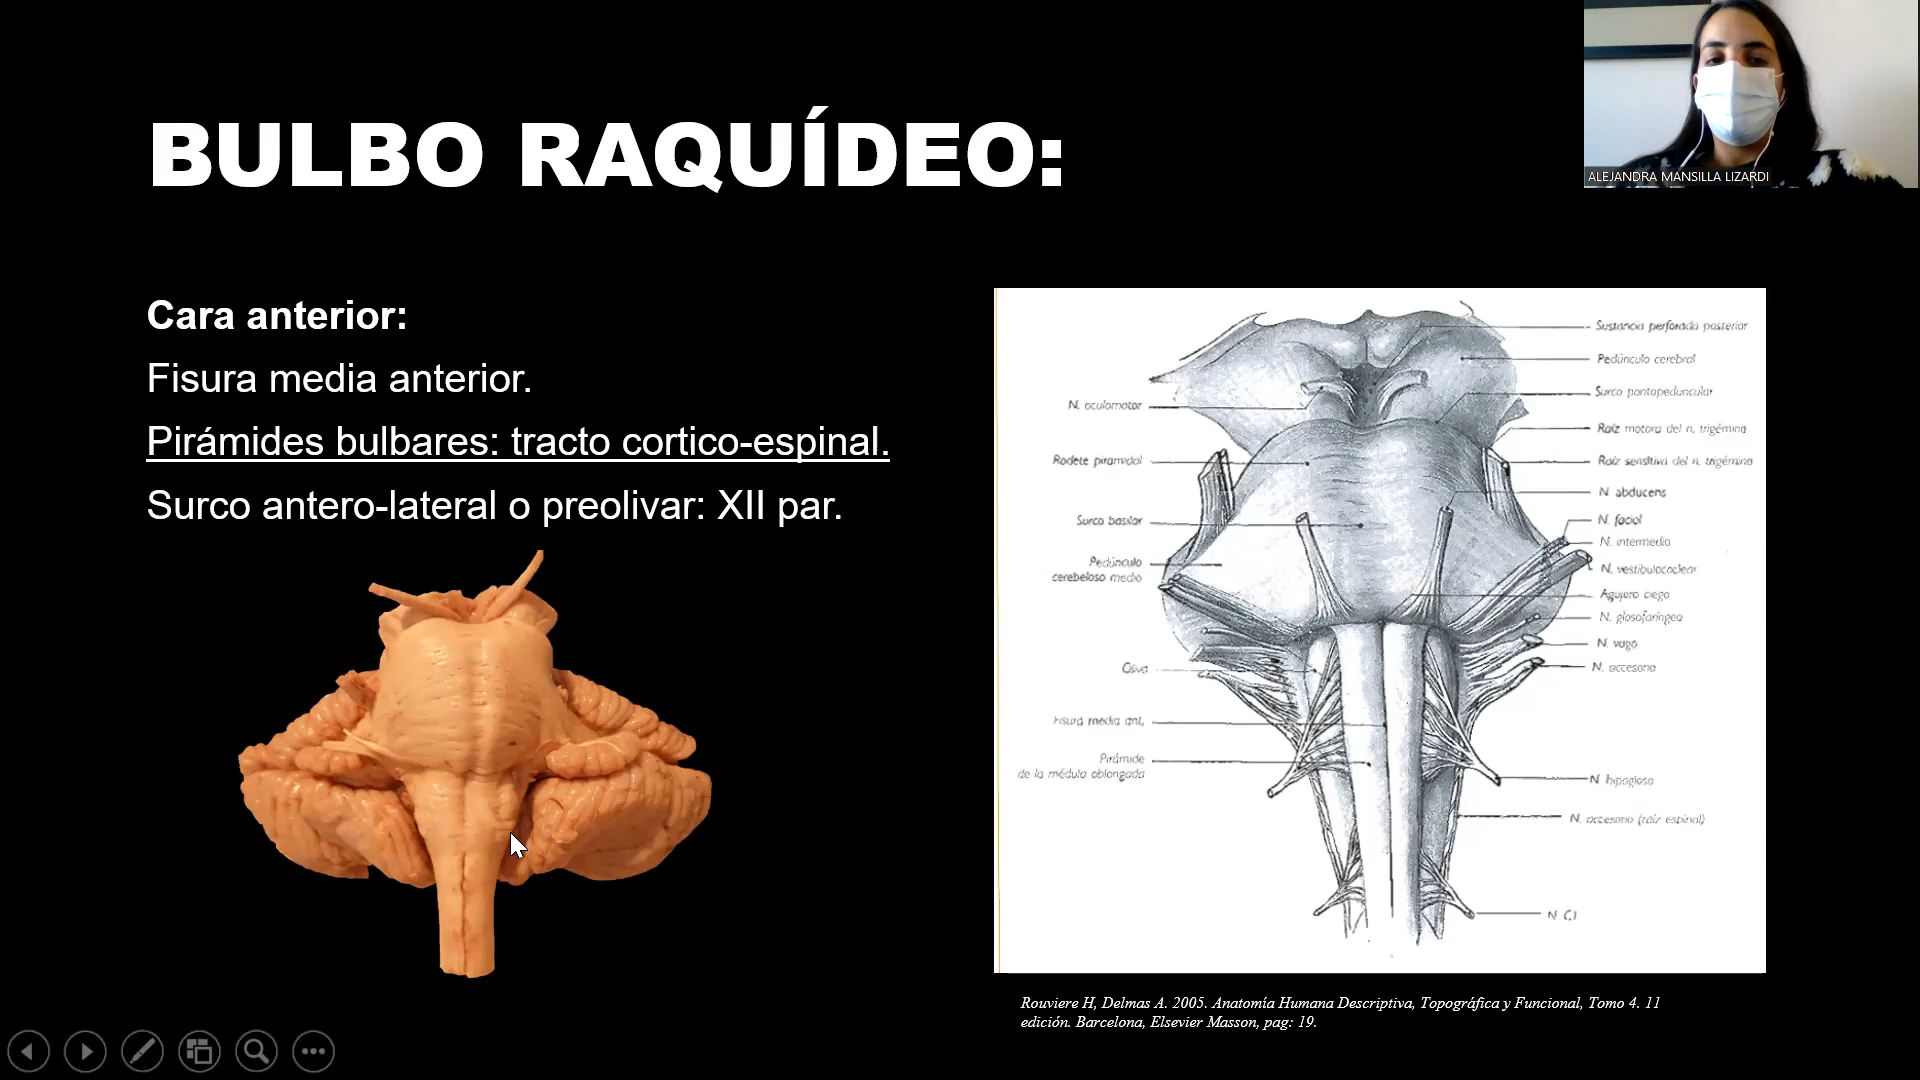 ALEJANDRA MANSILLA LIZARDI
BULBO RAQUÍDEO:
Cara anterior:
Fisura media anterior.
Pirámides bulbares: tracto cortico-espinal.
Surco antero-lateral o preolivar: XII par.
N. oculomotor
Rodete piramidal
Surco basilar
Pedúnculo
cerebeloso medio
Oliva
Fisura media ant.
Pirámide
de la médula oblongada
Sustancia perforada posterior
Pedúnculo cerebral
Surco pontopeduncular
Raíz motora del n. trigémino
Raíz sensitiva del n. trigémino
N abducens
N. facial
N. intermedio
N. vestibulococlear
Agujero ciego
N. glosofaríngeo
N. vago
N. accesorio
N hipogloso
N. accesorio (raíz espinal)
N C1
Rouviere H, Delmas A. 2005. Anatomía Humana Descriptiva, Topográfica y Funcional, Tomo 4. 11
edición. Barcelona, Elsevier Masson, pag: 19.